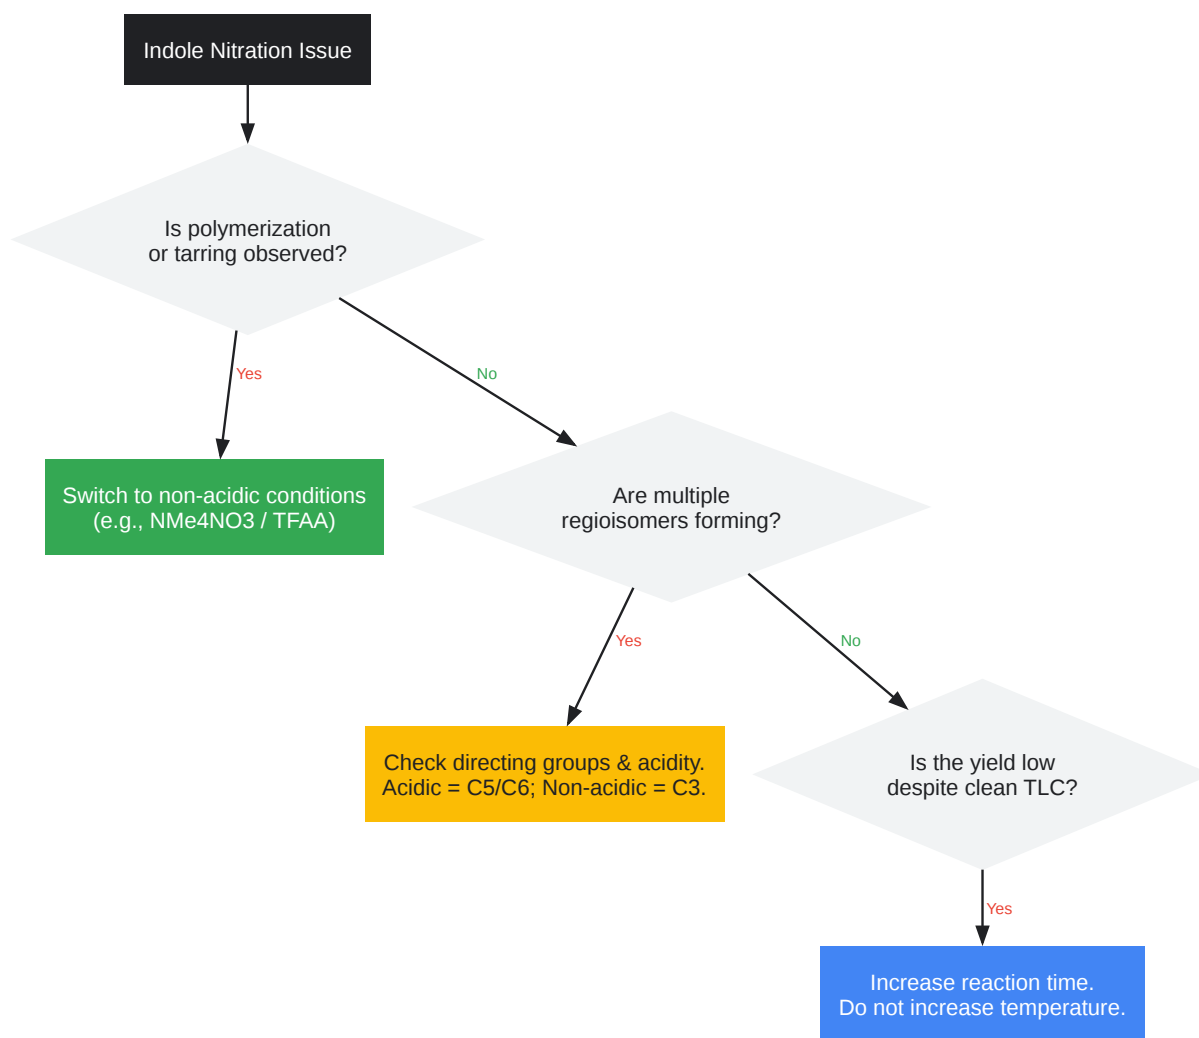 Indole Nitration Issue
Is polymerization
or tarring observed?
Yes
No
Switch to non-acidic conditions
(e.g., NMe4NO3 / TFAA)
Are multiple
regioisomers forming?
Yes
No
Check directing groups & acidity.
Acidic = C5/C6; Non-acidic = C3.
Is the yield low
despite clean TLC?
Yes
Increase reaction time.
Do not increase temperature.